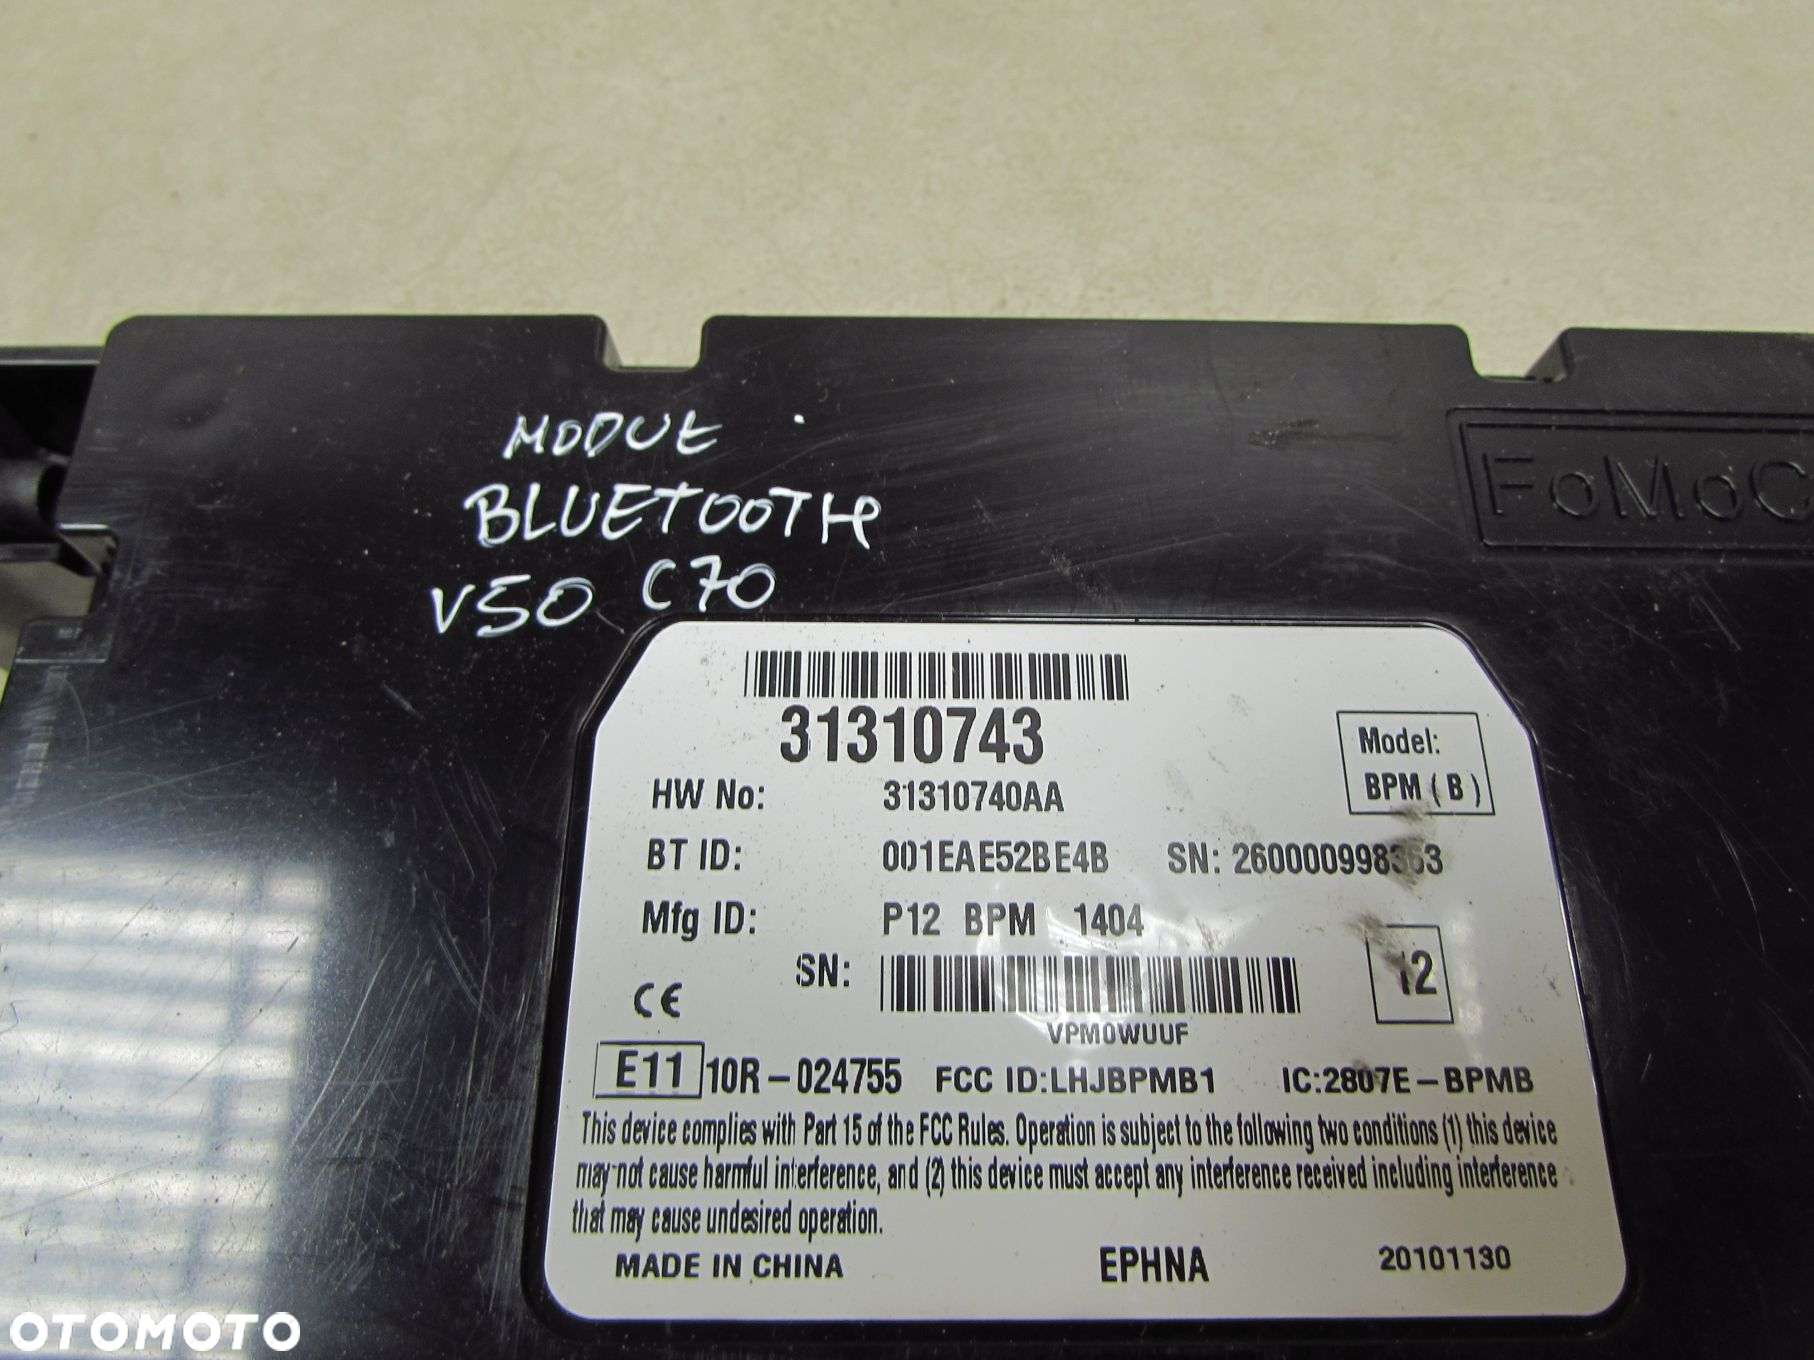 MODUŁ
BLUETOOTH
V50 C70
FoMoC
31310743
Model:
BPM ( B )
HW No: 31310740AA
BT ID: 001EAE52BE4B SN:
Mfg ID: P12 BPM 1404
SN:
12
CE
VPM0WUUF
E11 10R-024755 FCC ID:LHJBPMB1 IC:2807E-BPMB
This device complies with Part 15 of the FCC Rules. Operation is subject to the following two conditions (1) this device
may not cause harmful interference, and (2) this device must accept any interference received including interference
that may cause undesired operation.
MADE IN CHINA EPHNA 20101130
OTOMOTO